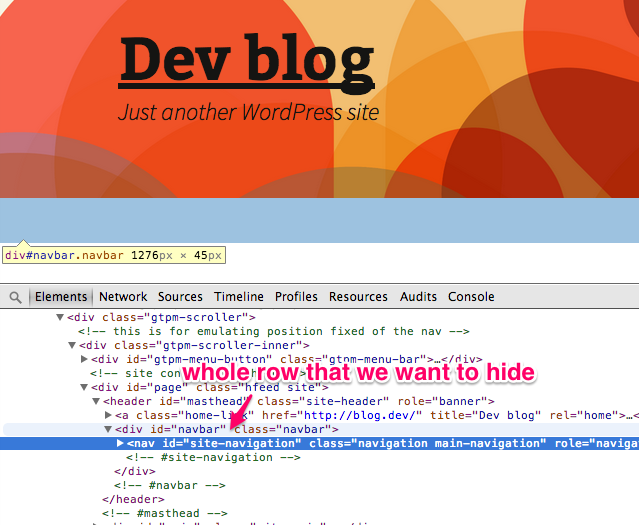 Dev blog
Just another WordPress site
div#navbar.navbar 1276px × 45px
Elements Network Sources Timeline Profiles Resources Audits Console
<div class="gtpm-scroller">
<!-- this is for emulating position fixed of the nav -->
<div class="gtpm-scroller-inner">
<div id="gtpm-menu-button" class="gtpm-menu-bar">…</div>
<!-- site con
whole row that we want to hide
<div id="page" class="hfeed site">
<header id="masthead" class="site-header" role="banner">
<a class="home-link" href="http://blog.dev/" title="Dev blog" rel="home">…<
<div id="navbar" class="navbar">
<nav id="site-navigation" class="navigation main-navigation" role="naviga
<!-- #site-navigation -->
</div>
<!-- #navbar -->
</header>
<!-- #masthead -->